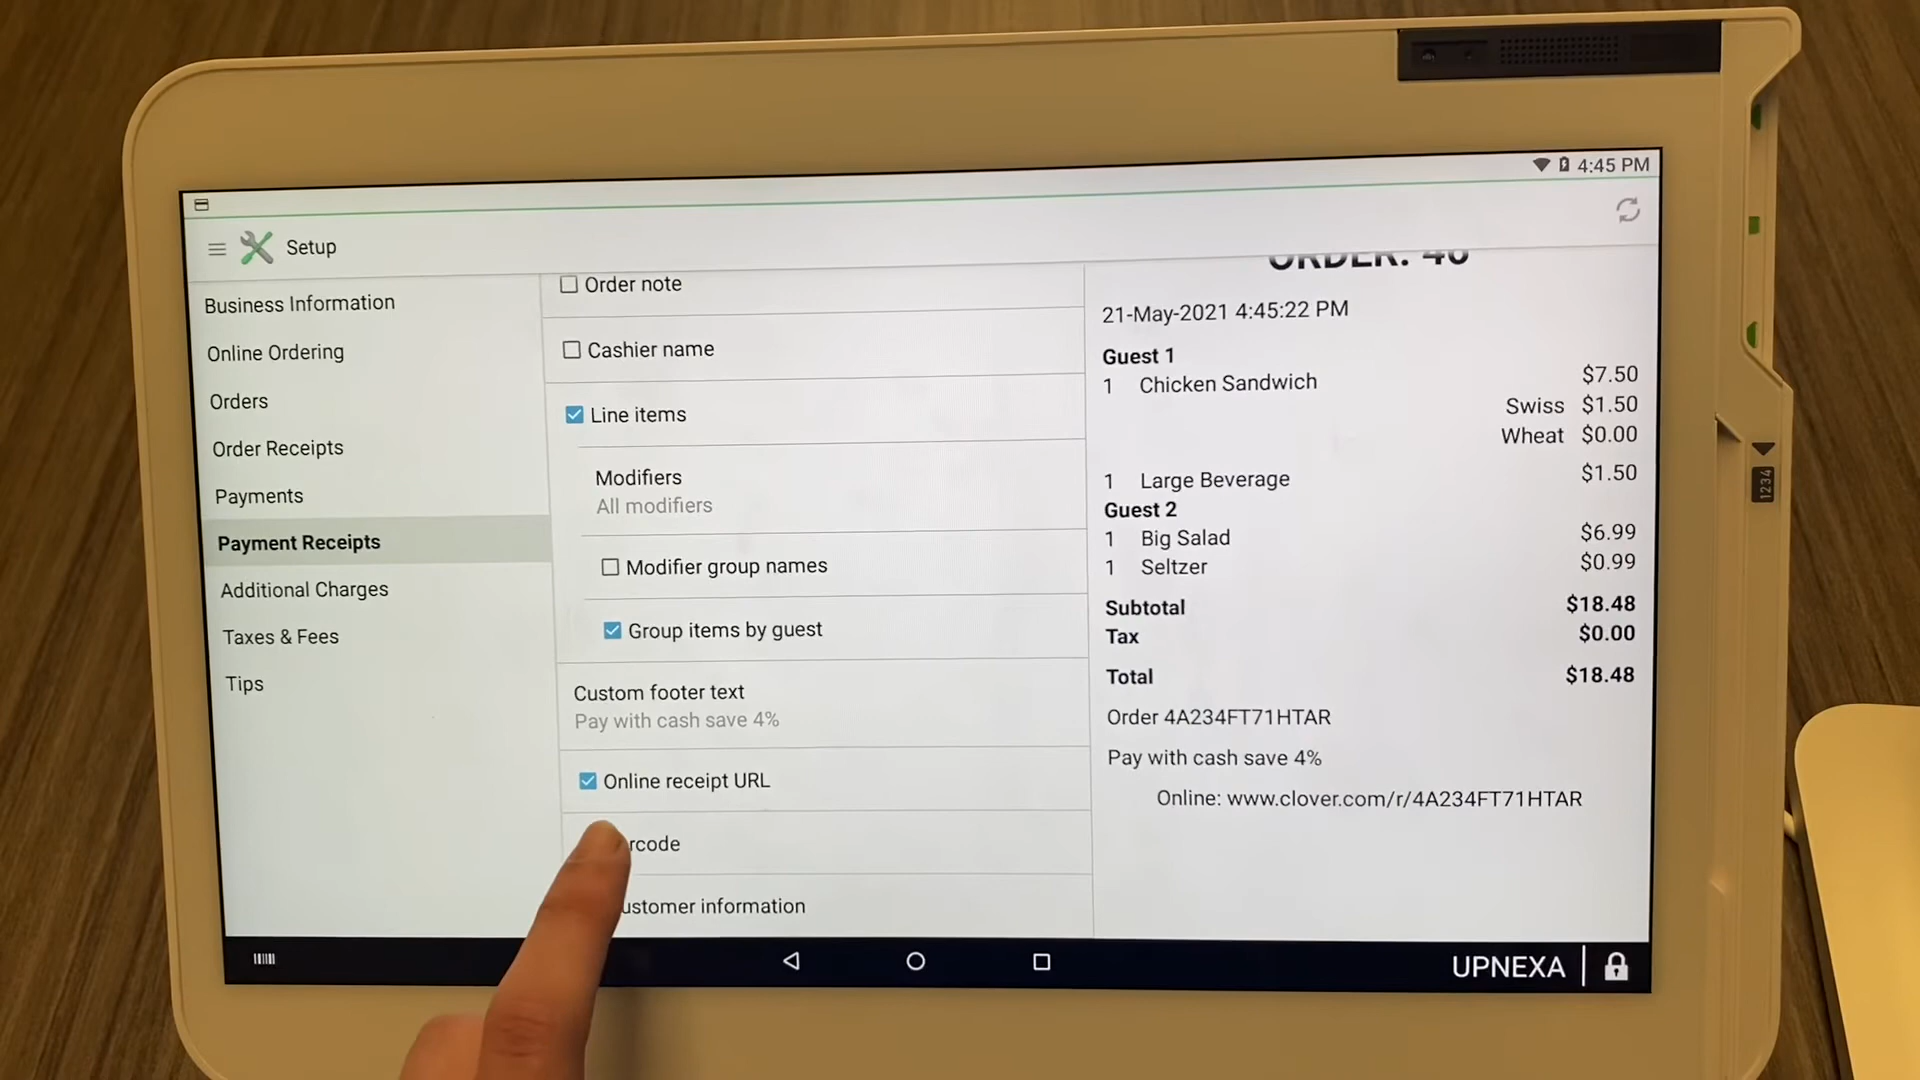 4:45 PM
Setup
Business Information
Online Ordering
Orders
Order Receipts
Payments
Payment Receipts
Additional Charges
Taxes & Fees
Tips
Order note
Cashier name
Line items
Modifiers
All modifiers
Modifier group names
Group items by guest
Custom footer text
Pay with cash save 4%
Online receipt URL
rcode
ustomer information
ORDER: 46
21-May-2021 4:45:22 PM
Guest 1
1 Chicken Sandwich $7.50
Swiss $1.50
Wheat $0.00
1 Large Beverage $1.50
Guest 2
1 Big Salad $6.99
1 Seltzer $0.99
Subtotal $18.48
Tax $0.00
Total $18.48
Order 4A234FT71HTAR
Pay with cash save 4%
Online: www.clover.com/r/4A234FT71HTAR
UPNEXA
1234